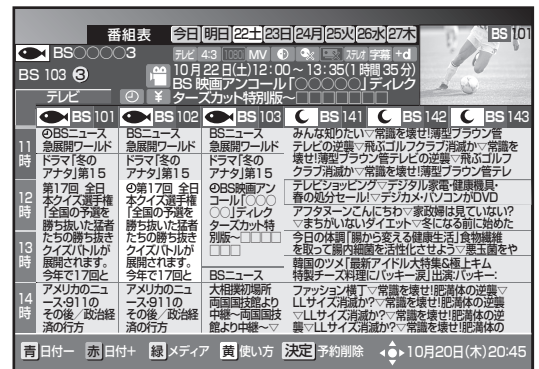 番組表 今日 明日 22土 23日 24月 25火 26水 27木
BS 101
BS○○○○3 テレビ 4:3 1080 MV ステレオ 字幕 +d
BS 103 ③ 10月22日(土)12:00~13:35(1時間35分)
BS 映画アンコール「○○○○○」ディレク
ターズカット特別版~□□□□□□
テレビ ¥
BS 101 BS 102 BS 103 BS 141 BS 142 BS 143
11時
BSニュース
急展開ワールド
ドラマ「冬の
アナタ」第15
BSニュース
急展開ワールド
ドラマ「冬の
アナタ」第15
BSニュース
急展開ワールド
ドラマ「冬の
アナタ」第15
みんな知りたい▽常識を壊せ!薄型ブラウン管
テレビの逆襲▽飛ぶゴルフクラブ消滅か▽常識を
壊せ!薄型ブラウン管テレビの逆襲▽飛ぶゴルフ
クラブ消滅か▽常識を壊せ!薄型ブラウン管テレ
12時
13時
第17回 全日
本クイズ選手権
「全国の予選を
勝ち抜いた猛者
たちの勝ち抜き
クイズバトルが
展開されます。
今年で17回と
第17回 全日
本クイズ選手権
「全国の予選を
勝ち抜いた猛者
たちの勝ち抜き
クイズバトルが
展開されます。
今年で17回と
BS映画アン
コール「○○○
○○」ディレク
ターズカット特
別版~□□□
□□□
BSニュース
テレビショッピング▽デジタル家電・健康機具・
春の処分セール!▽デジカメ・パソコンがDVD
アフタヌーンこんにちわ▽家政婦は見ていない?
▽まちがいないダイエット▽冬になる前に始めた
今日の体調「腸から変える健康生活」食物繊維
を取って腸内細菌を活性化させよう▽悪玉菌をや
韓国のソメ「最新アイドル大特集&極上キム
特製チーズ料理にバッキー涙」出演:バッキー:
14時
アメリカのニュ
ース・911の
その後/政治経
済の行方
アメリカのニュ
ース・911の
その後/政治経
済の行方
大相撲初場所
両国国技館より
中継~両国国技
館より中継~▽
ファッション横丁▽常識を壊せ!肥満体の逆襲
LLサイズ消滅か?▽常識を壊せ!肥満体の逆襲
▽LLサイズ消滅か?▽常識を壊せ!肥満体の逆
襲▽LLサイズ消滅か?▽常識を壊せ!肥満体の
青 日付- 赤 日付+ 緑 メディア 黄 使い方 決定 予約削除 10月20日(木)20:45